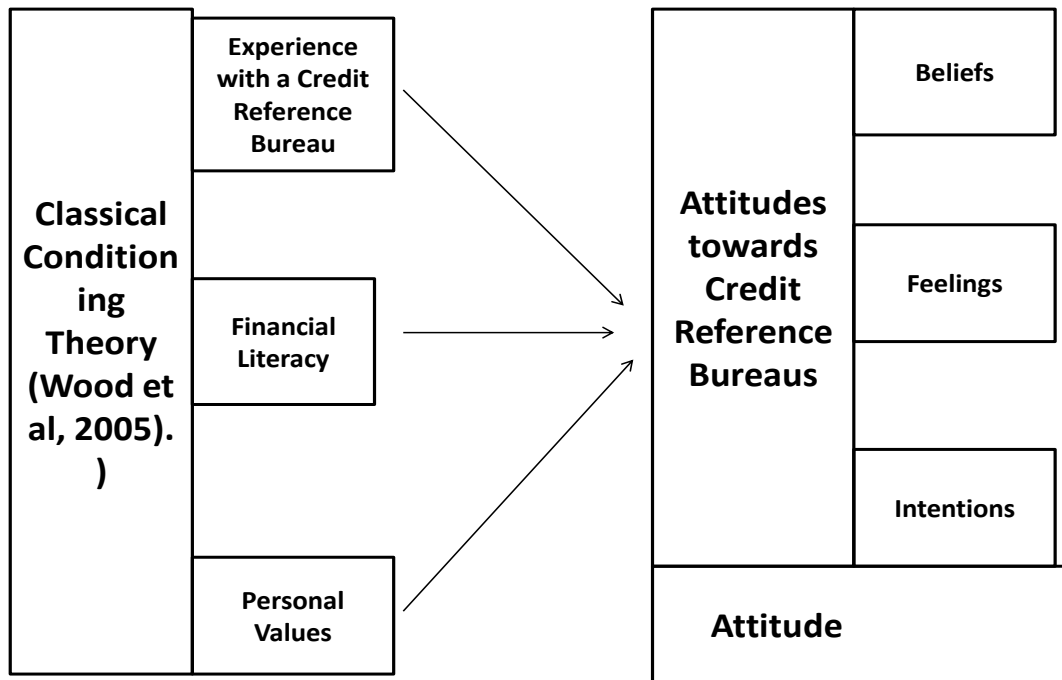 Classical
Condition
ing
Theory
(Wood et
al, 2005).
)
Experience
with a Credit
Reference
Bureau
Financial
Literacy
Personal
Values
Attitudes
towards
Credit
Reference
Bureaus
Beliefs
Feelings
Intentions
Attitude